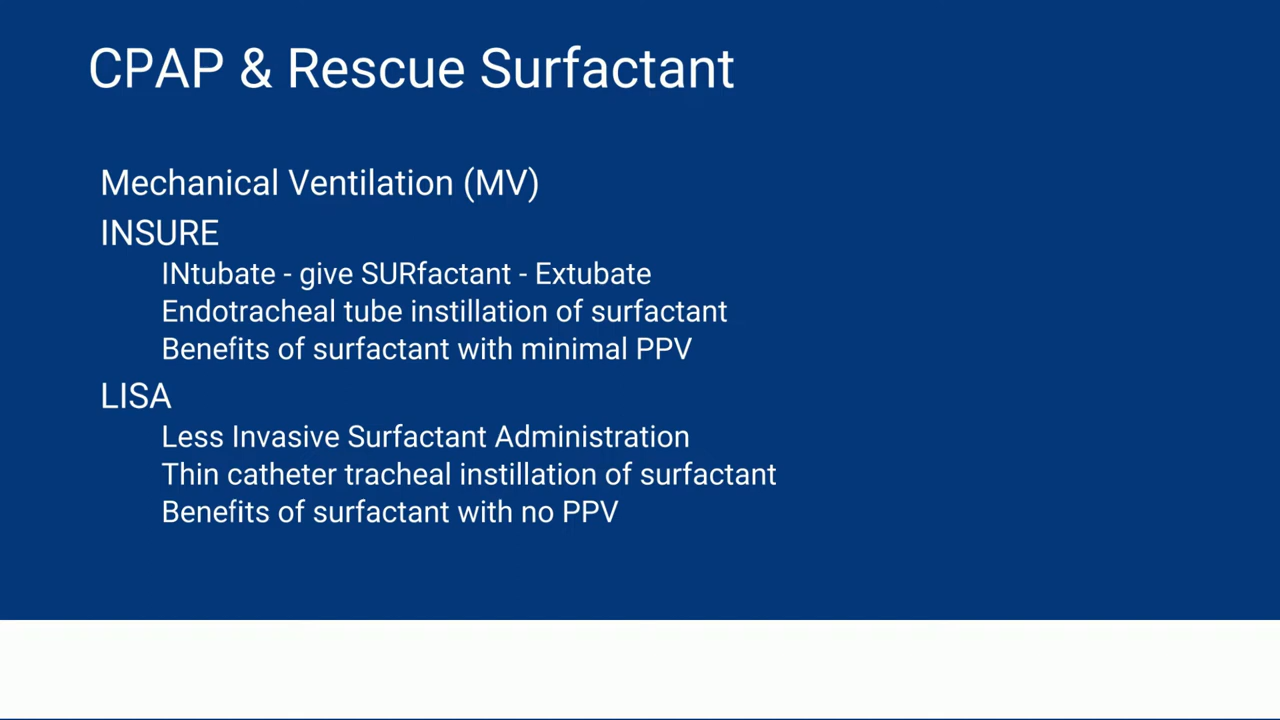 CPAP & Rescue Surfactant
Mechanical Ventilation (MV)
INSURE
INtubate - give SURfactant - Extubate
Endotracheal tube instillation of surfactant
Benefits of surfactant with minimal PPV
LISA
Less Invasive Surfactant Administration
Thin catheter tracheal instillation of surfactant
Benefits of surfactant with no PPV